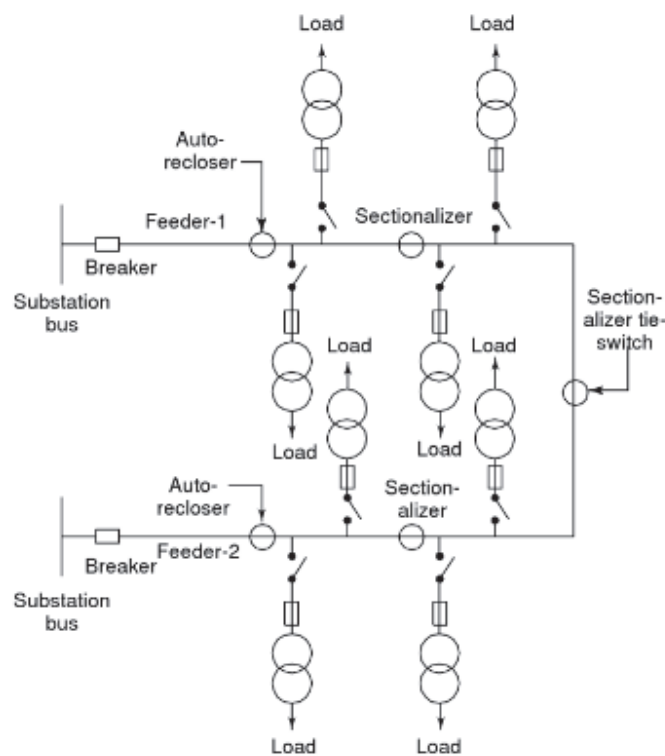 Load
Load
Auto-
recloser
Feeder-1
Sectionalizer
Breaker
Substation
bus
Section-
alizer tie-
switch
Load
Load
Load
Load
Auto-
recloser
Section-
alizer
Feeder-2
Breaker
Substation
bus
Load
Load